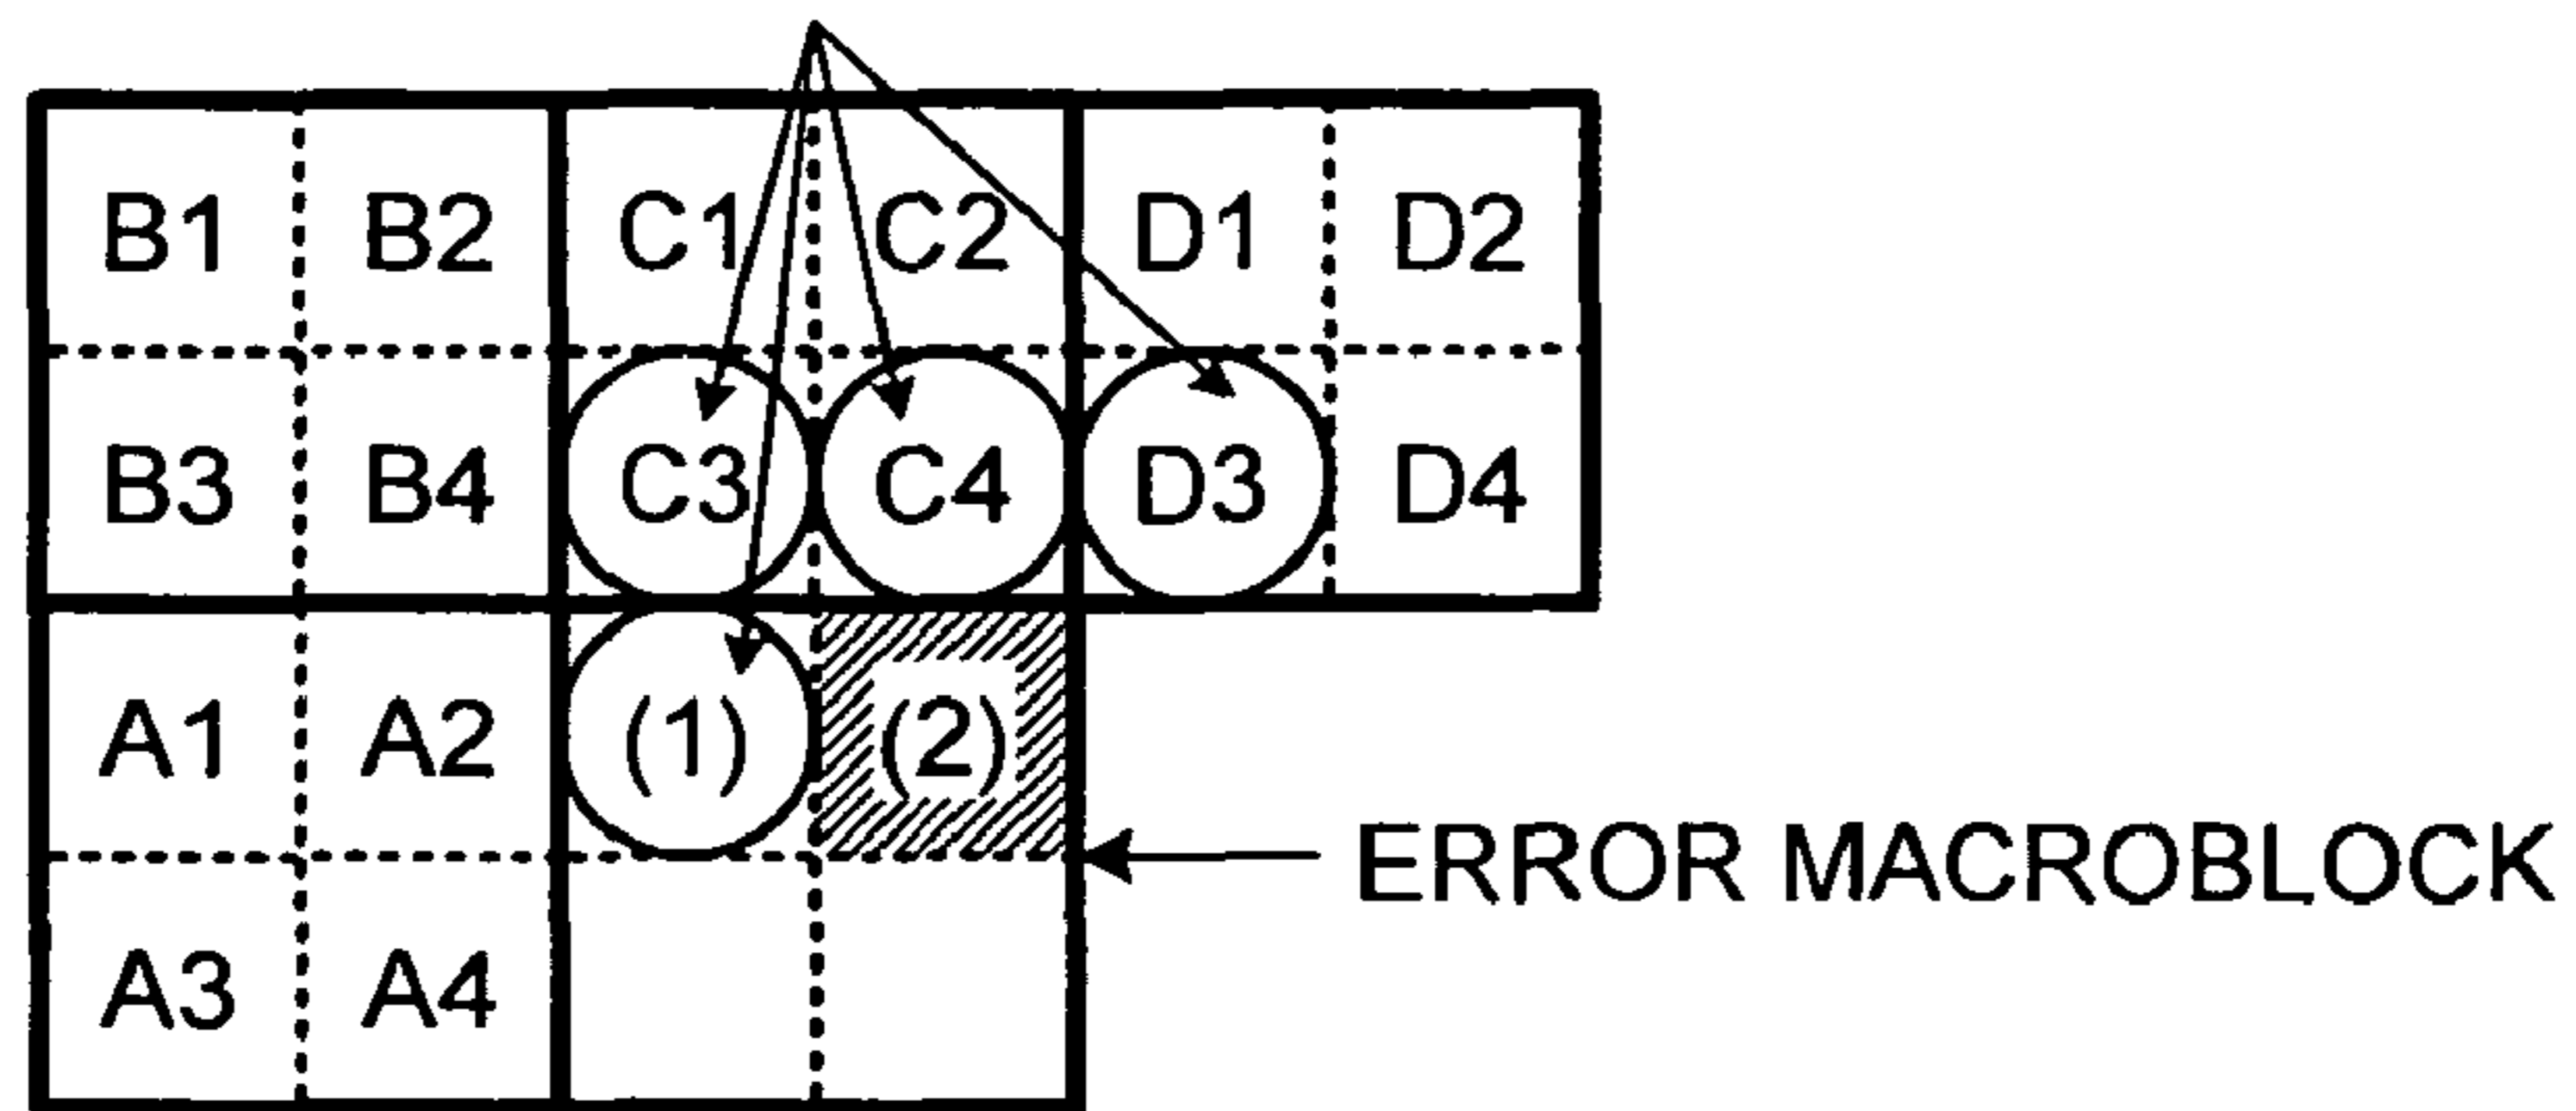 B1 B2 C1 C2 D1 D2
B3 B4 C3 C4 D3 D4
A1 A2 (1) (2)
ERROR MACROBLOCK
A3 A4